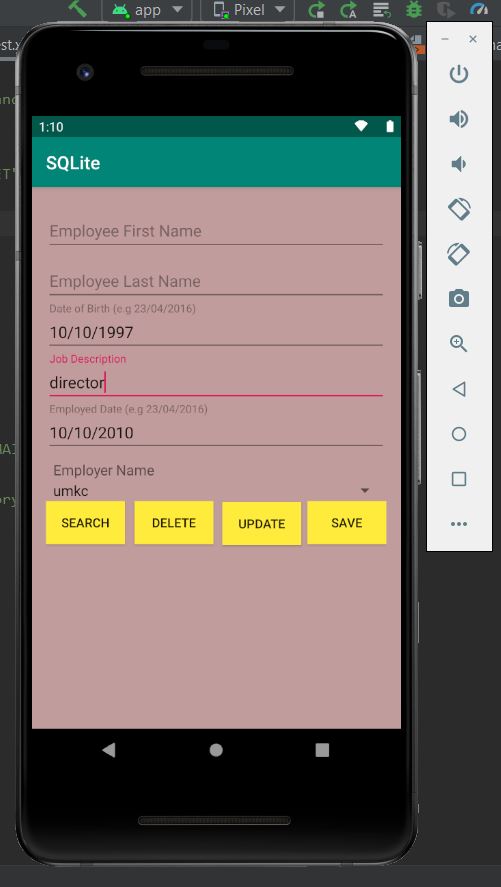 app Pixel
est.x
1:10
SQLite
Employee First Name
Employee Last Name
Date of Birth (e.g 23/04/2016)
10/10/1997
Job Description
director
Employed Date (e.g 23/04/2016)
10/10/2010
Employer Name
umkc
SEARCH DELETE UPDATE SAVE